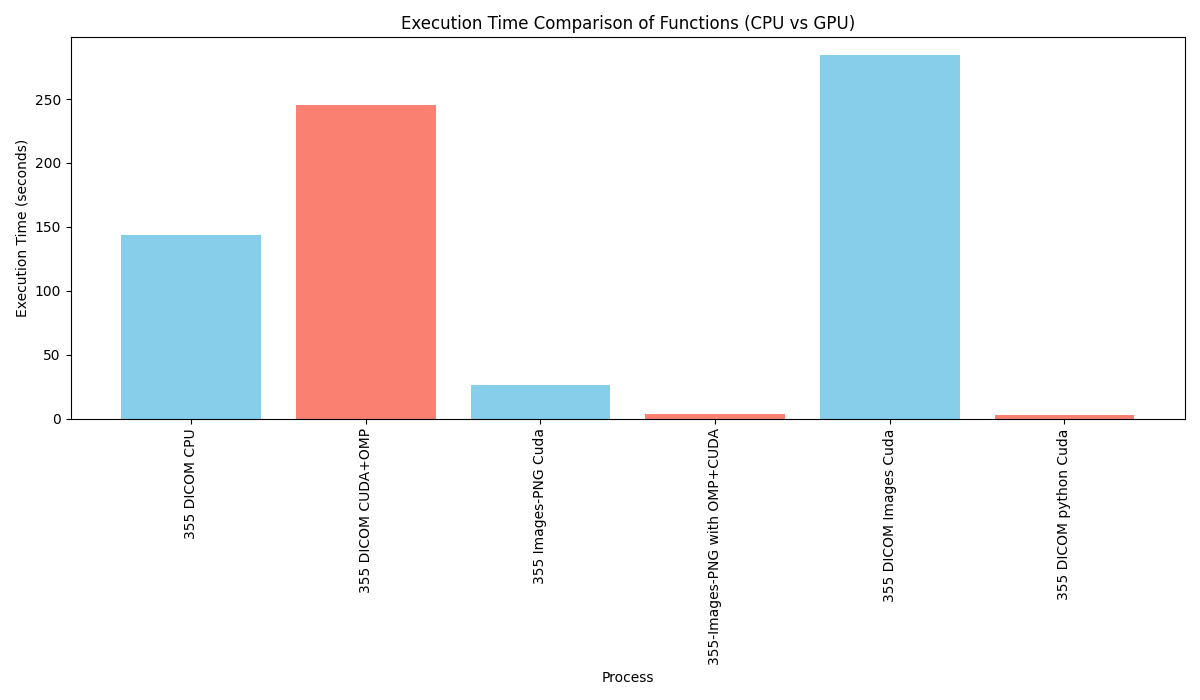 Execution Time Comparison of Functions (CPU vs GPU)
Execution Time (seconds)
250
200
150
100
50
0
355 DICOM CPU
355 DICOM CUDA+OMP
355 Images-PNG Cuda
355-Images-PNG with OMP+CUDA
355 DICOM Images Cuda
355 DICOM python Cuda
Process